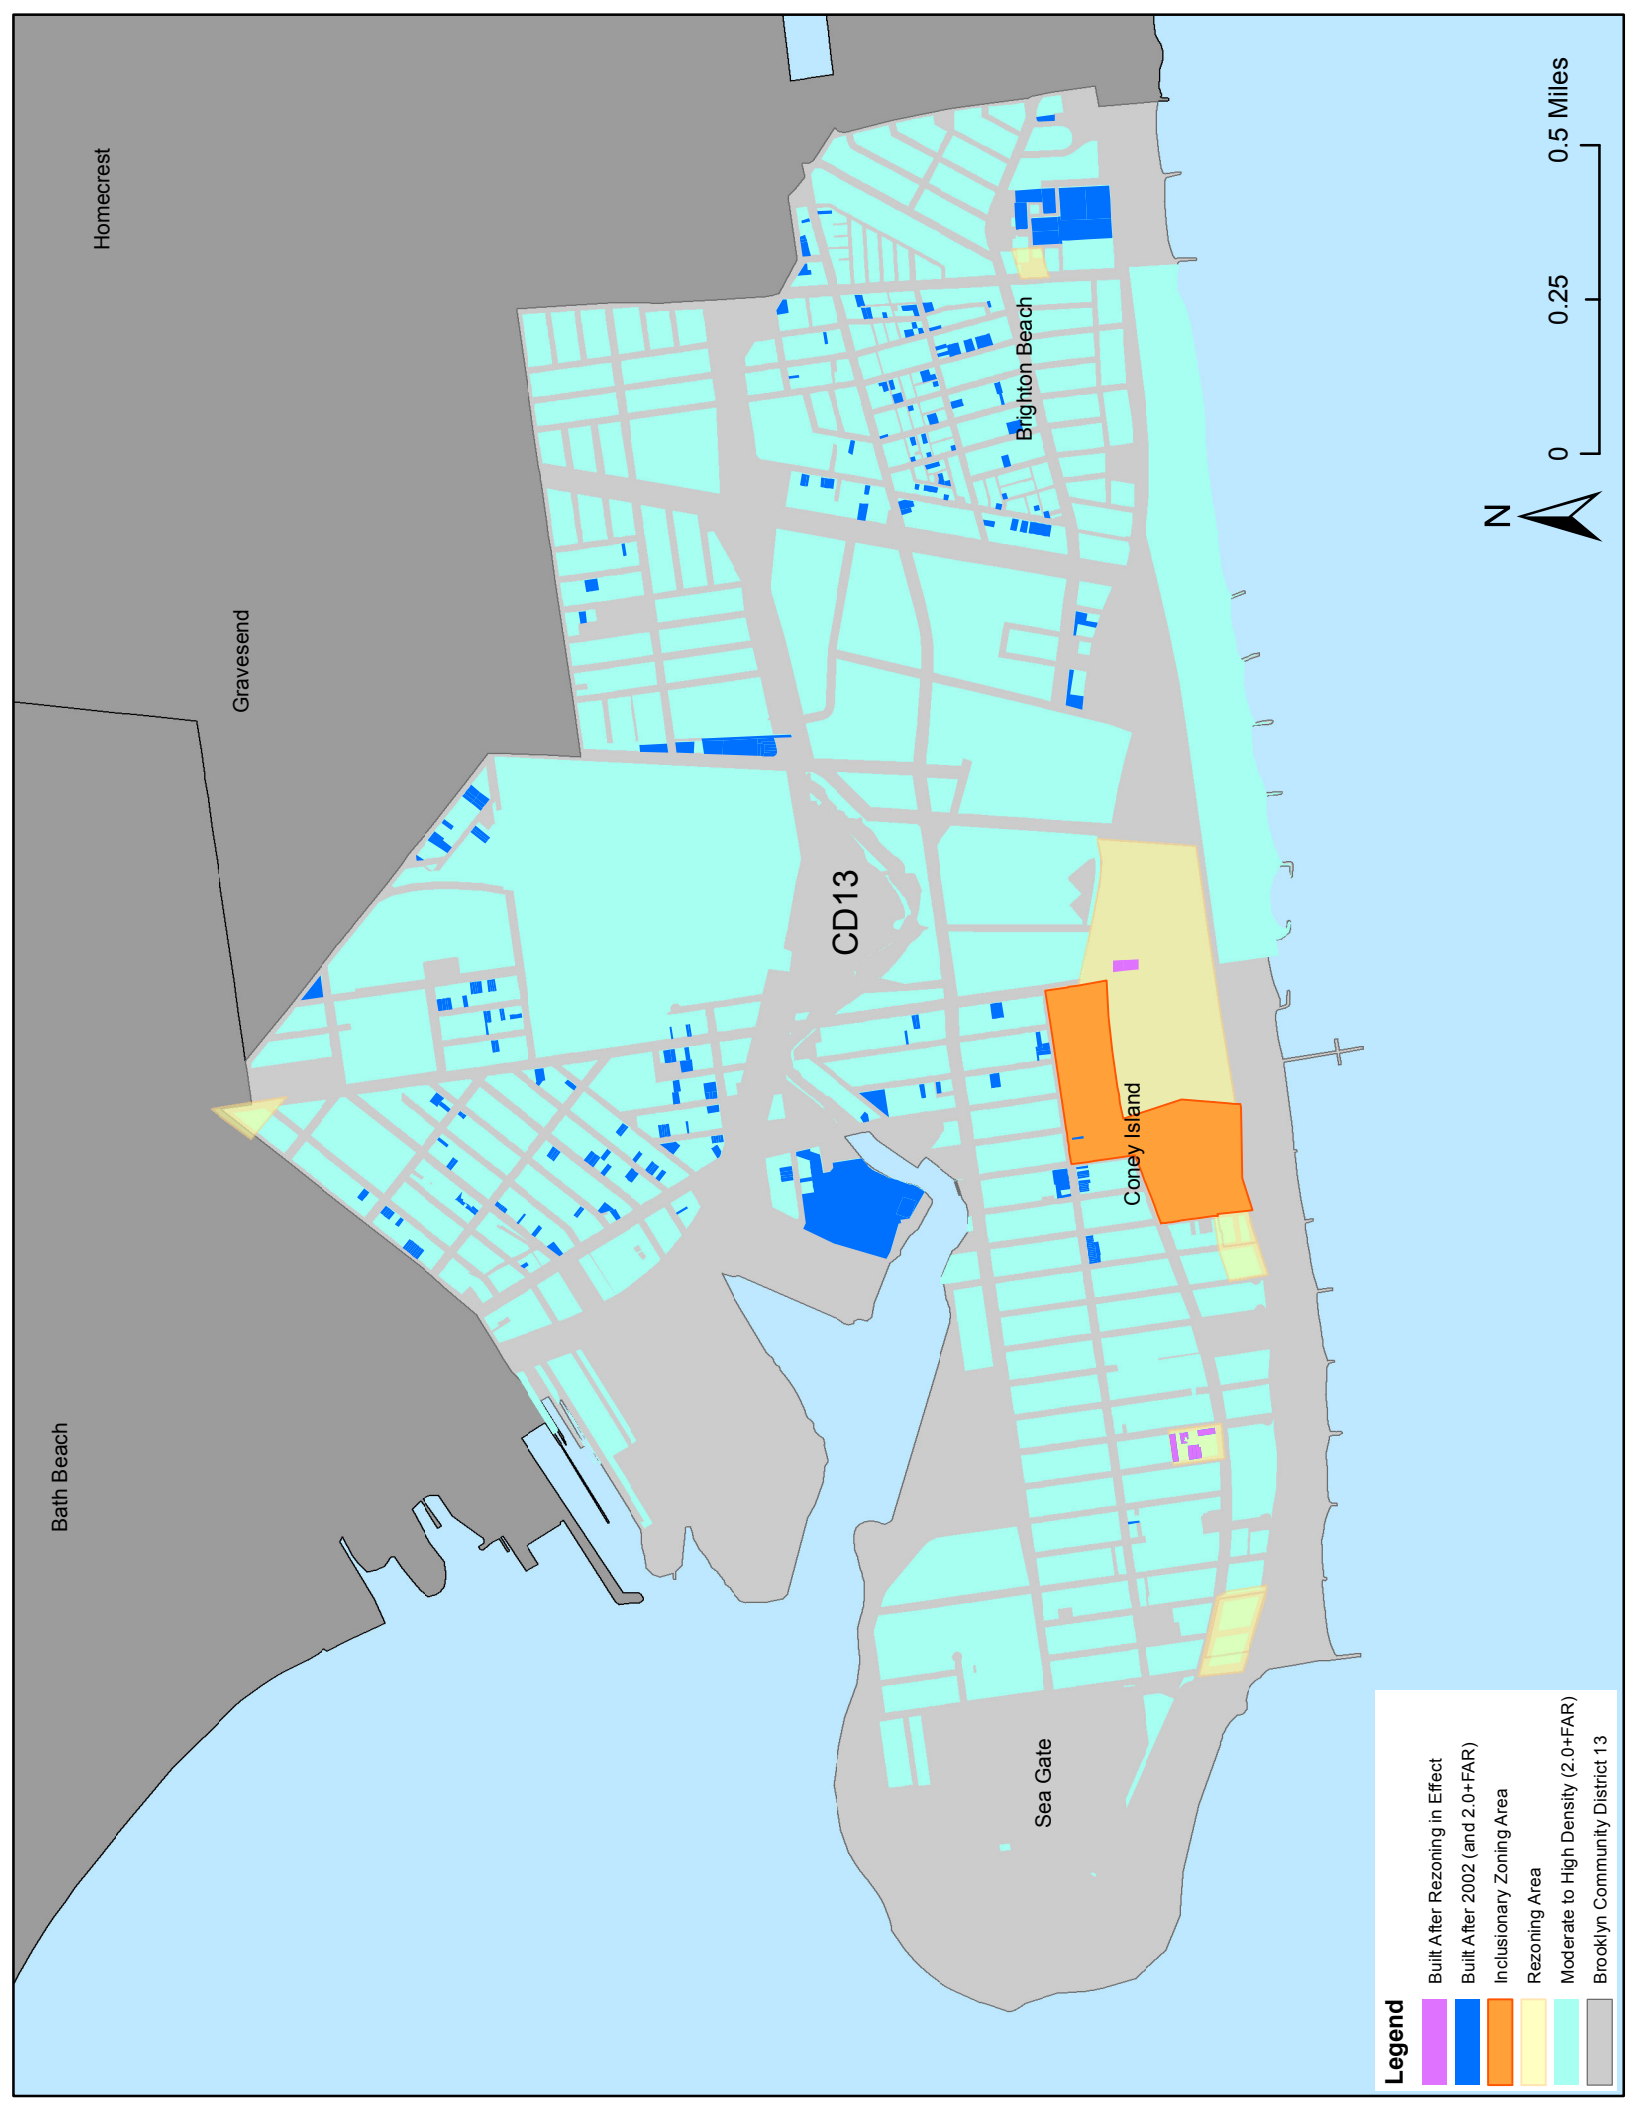 Bath Beach
Gravesend
Homecrest
CD13
Brighton Beach
Coney Island
Sea Gate
N
0 0.25 0.5 Miles
Legend
Built After Rezoning in Effect
Built After 2002 (and 2.0+FAR)
Inclusionary Zoning Area
Rezoning Area
Moderate to High Density (2.0+FAR)
Brooklyn Community District 13